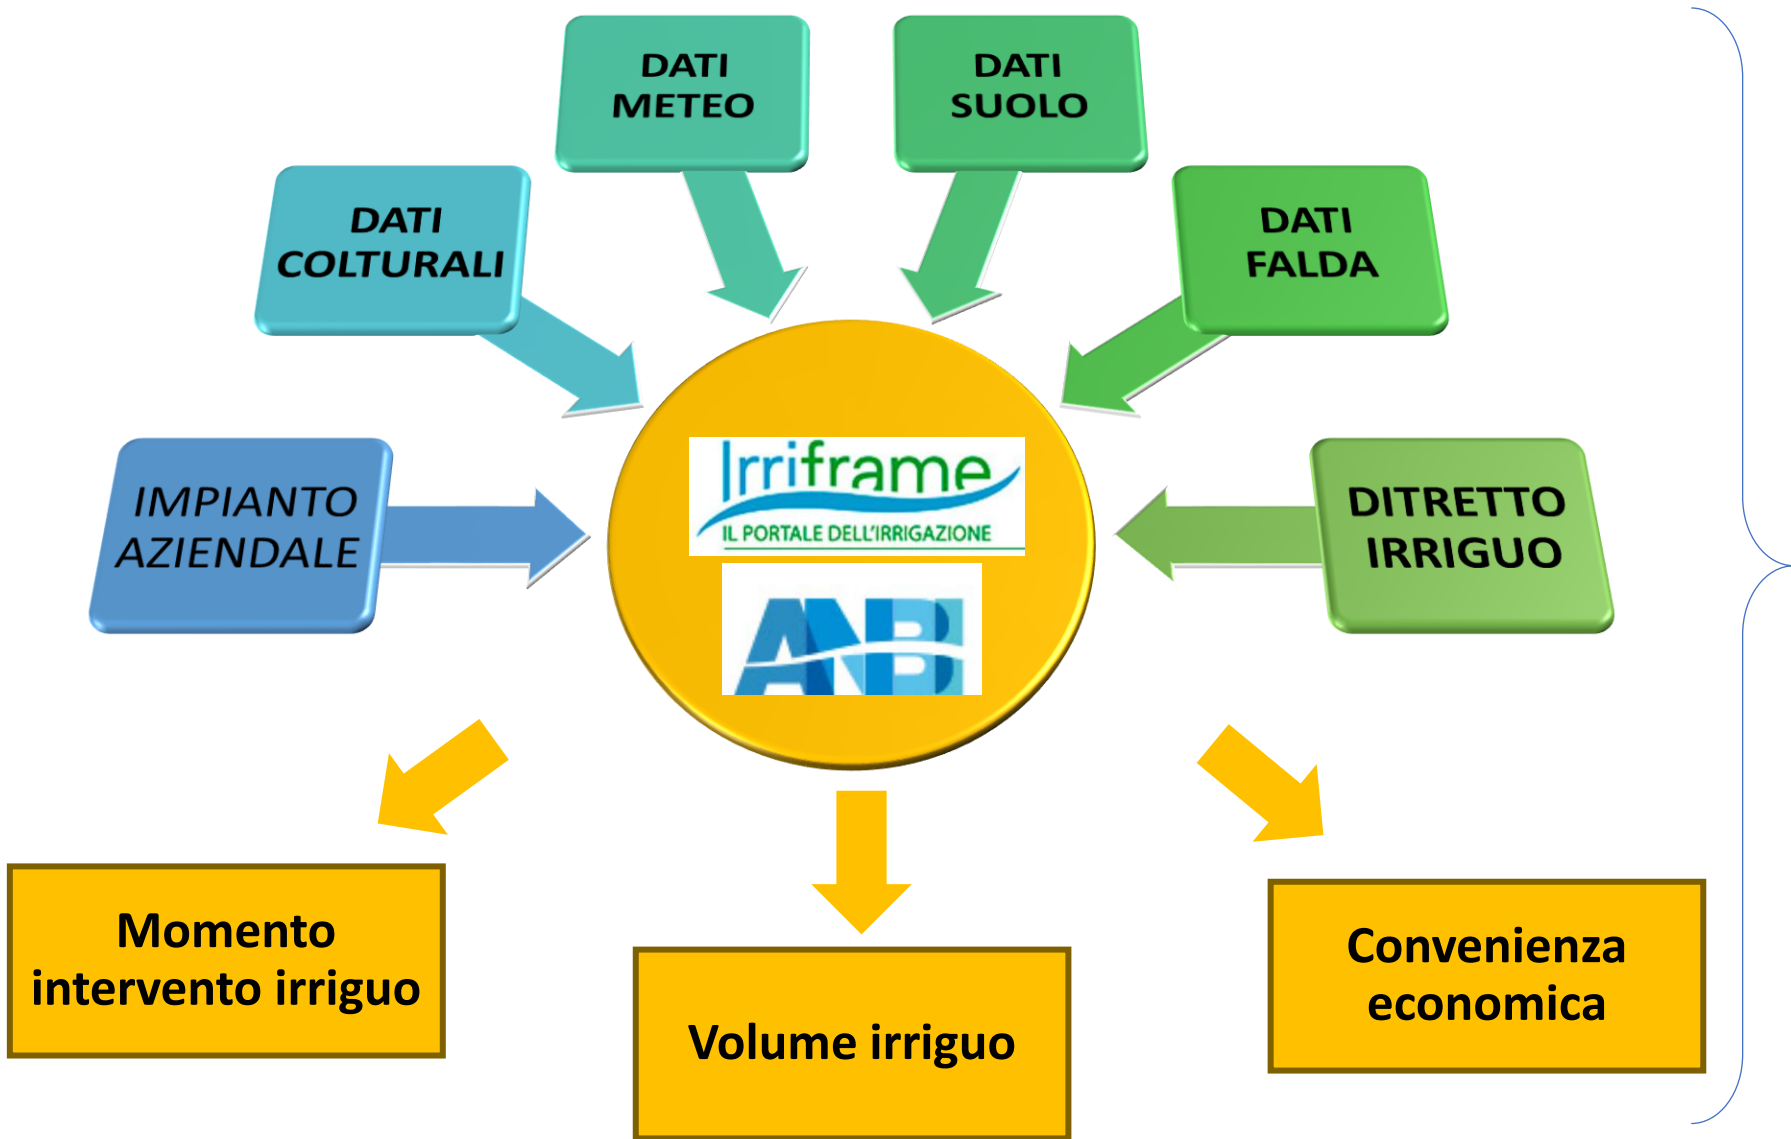 DATI
METEO
DATI
SUOLO
DATI
COLTURALI
DATI
FALDA
IMPIANTO
AZIENDALE
Irriframe
IL PORTALE DELL'IRRIGAZIONE
ANBI
DITRETTO
IRRIGUO
Momento
intervento irriguo
Volume irriguo
Convenienza
economica